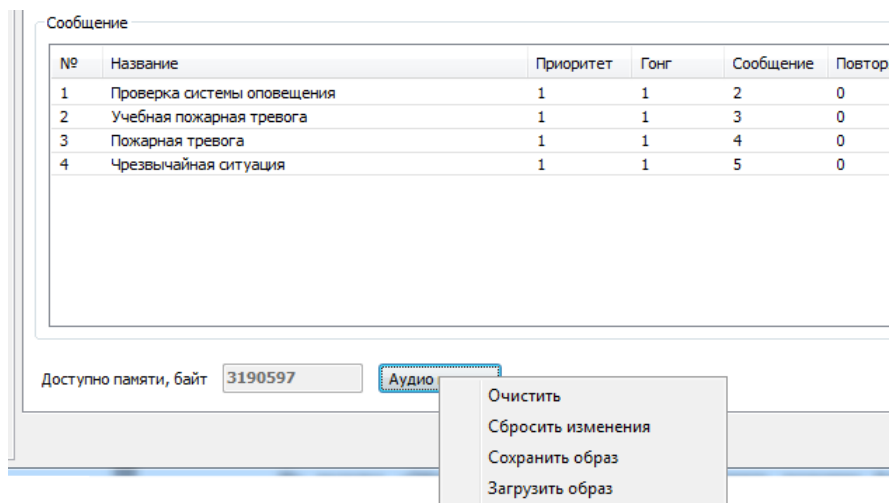 Сообщение
№ Название Приоритет Гонг Сообщение Повтор
1 Проверка системы оповещения 1 1 2 0
2 Учебная пожарная тревога 1 1 3 0
3 Пожарная тревога 1 1 4 0
4 Чрезвычайная ситуация 1 1 5 0
Доступно памяти, байт 3190597 Аудио
Очистить
Сбросить изменения
Сохранить образ
Загрузить образ